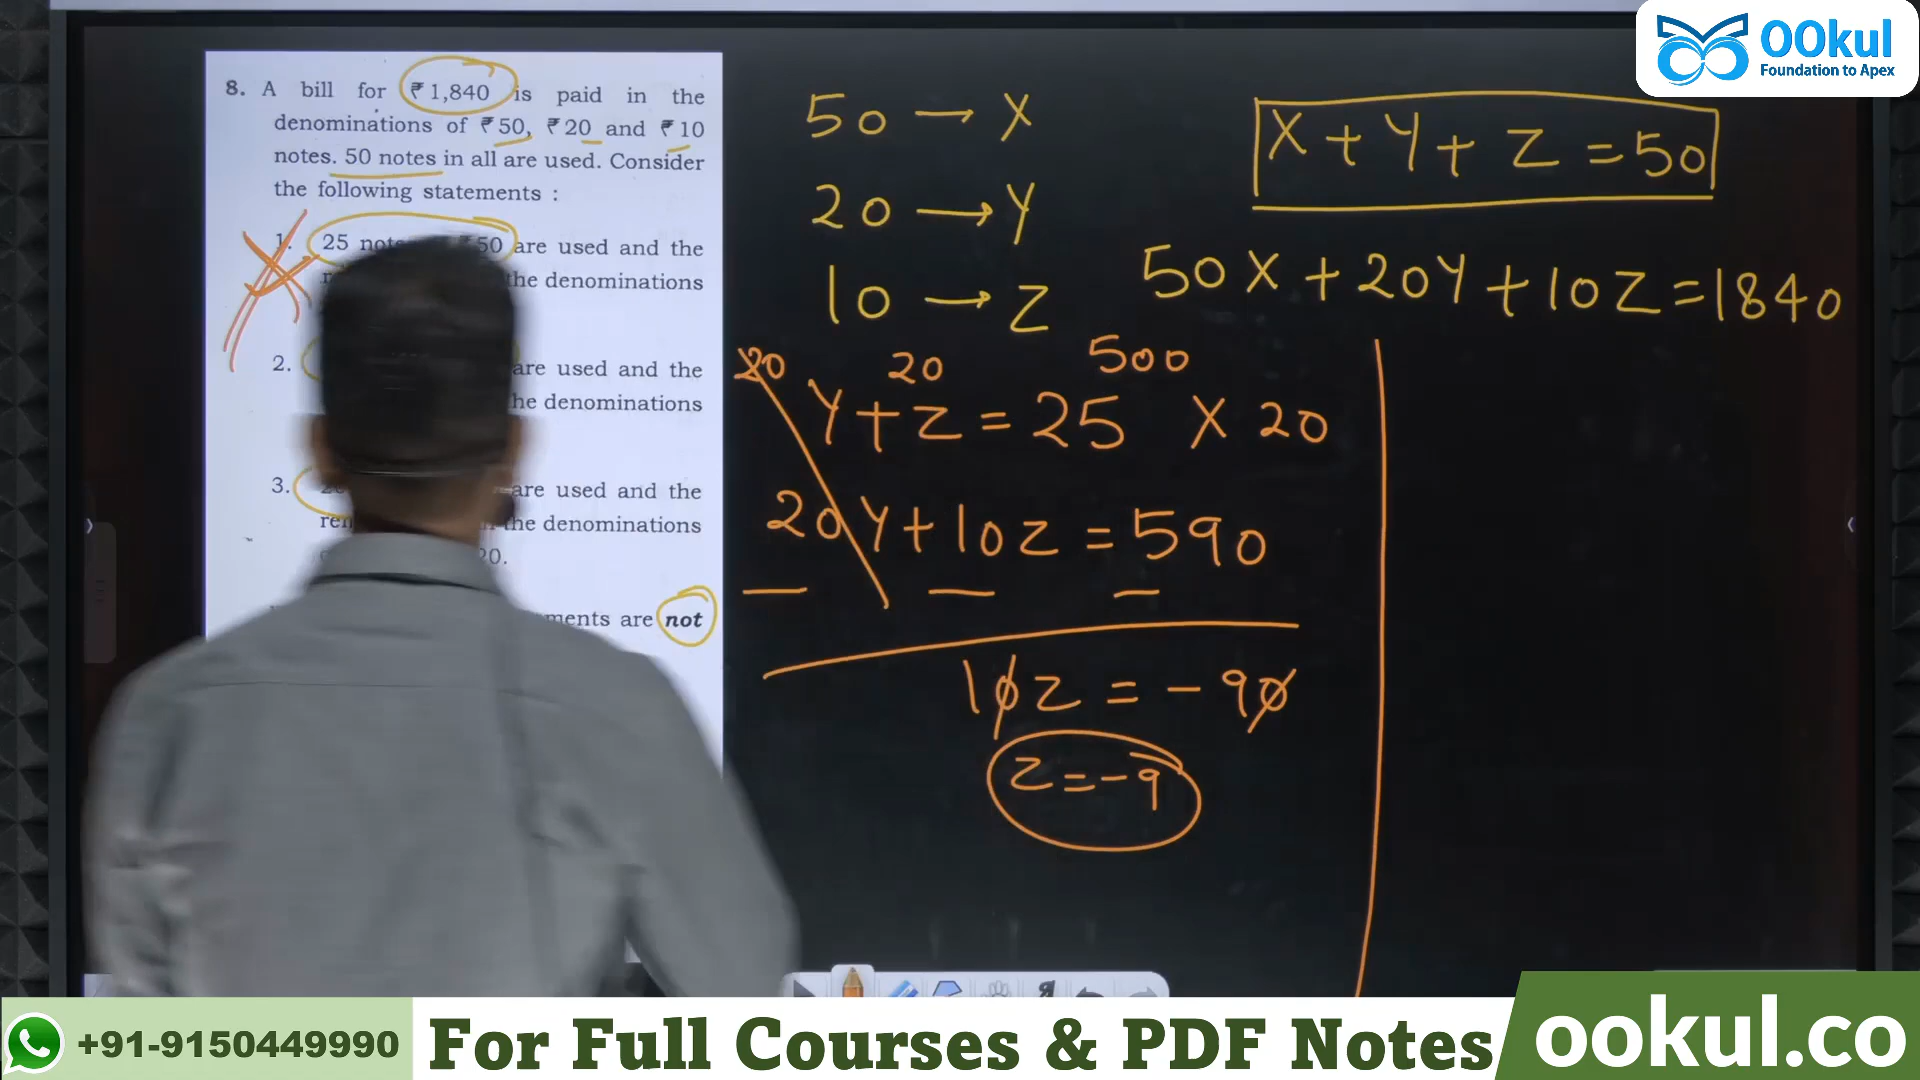 OOkul
Foundation to Apex
8. A bill for ₹1,840 is paid in the
denominations of ₹50, ₹20 and ₹10
notes. 50 notes in all are used. Consider
the following statements :
1. 25 50 are used and the
the denominations
2. are used and the
denominations
3. are used and the
the denominations
20.
are not
50 → X
20 → Y
10 → Z
X + Y + Z = 50
50X + 20Y + 10Z = 1840
20 20 500
Y + Z = 25 X 20
20Y + 10Z = 590
— — —
10Z = - 90
Z = - 9
+91-9150449990
For Full Courses & PDF Notes
ookul.co